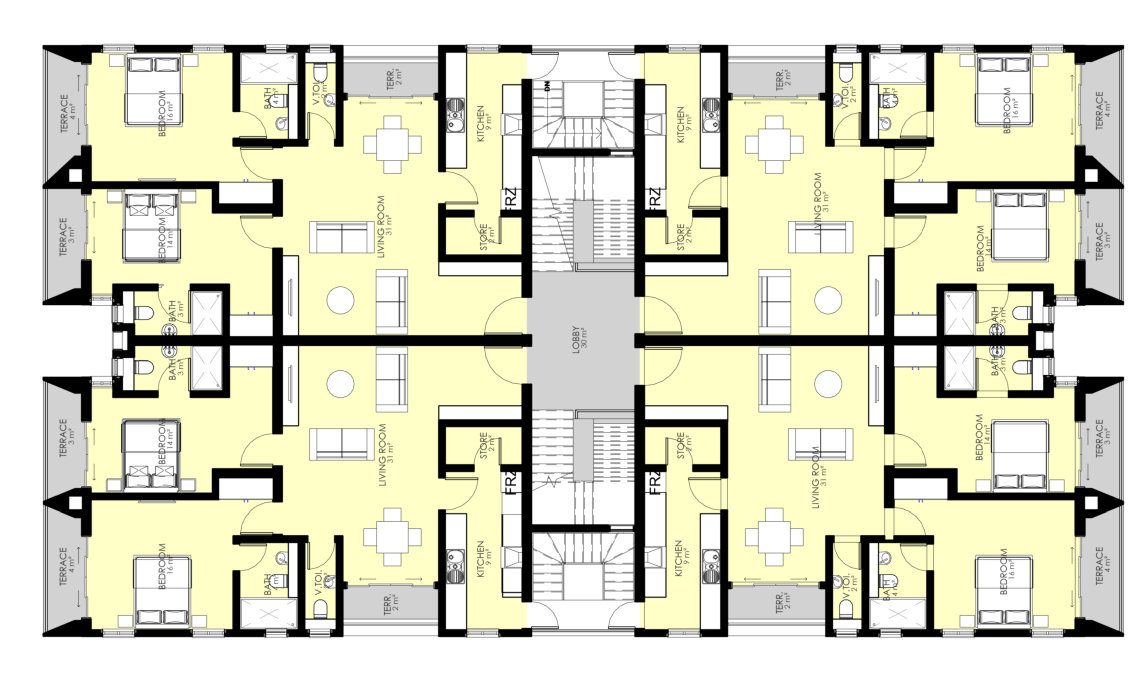 TERRACE
4 m²
BEDROOM
16 m²
BATH
4 m²
V.TOI.
2 m²
TERR.
2 m²
KITCHEN
9 m²
DN
KITCHEN
9 m²
TERR.
2 m²
V.TOI.
2 m²
BATH
4 m²
BEDROOM
16 m²
TERRACE
4 m²
TERRACE
3 m²
BEDROOM
14 m²
LIVING ROOM
31 m²
STORE
2 m²
FRZ
FRZ
STORE
2 m²
LIVING ROOM
31 m²
BEDROOM
14 m²
TERRACE
3 m²
BATH
3 m²
LOBBY
30 m²
BATH
3 m²
BATH
3 m²
BATH
3 m²
TERRACE
3 m²
BEDROOM
14 m²
LIVING ROOM
31 m²
STORE
2 m²
FRZ
FRZ
STORE
2 m²
LIVING ROOM
31 m²
BEDROOM
14 m²
TERRACE
3 m²
TERRACE
4 m²
BEDROOM
16 m²
BATH
4 m²
V.TOI.
2 m²
TERR.
2 m²
KITCHEN
9 m²
KITCHEN
9 m²
TERR.
2 m²
V.TOI.
2 m²
BATH
4 m²
BEDROOM
16 m²
TERRACE
4 m²